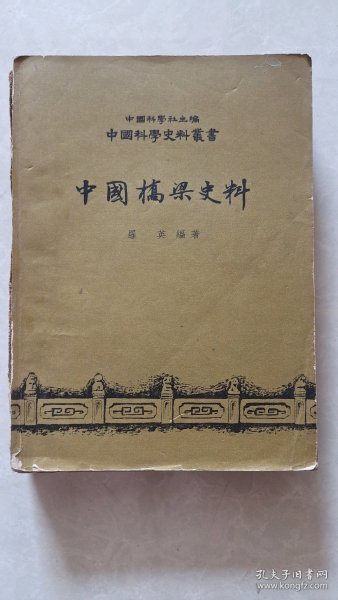 中國科學社主編
中國科學史料叢書
中國橋梁史料
羅 英 編著
孔夫子旧书网
www.kongfz.com